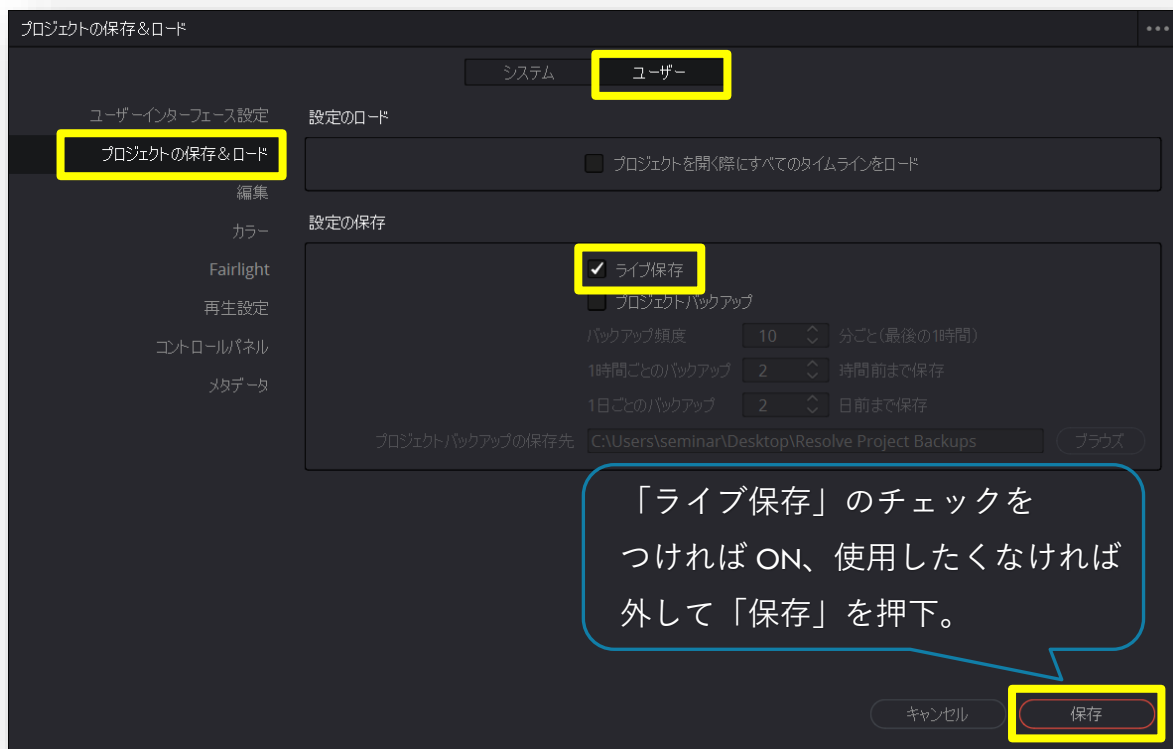 プロジェクトの保存&ロード
システム
ユーザー
ユーザーインターフェース設定
プロジェクトの保存&ロード
編集
カラー
Fairlight
再生設定
コントロールパネル
メタデータ
設定のロード
プロジェクトを開く際にすべてのタイムラインをロード
設定の保存
ライブ保存
プロジェクトバックアップ
バックアップ頻度 10 分ごと(最後の1時間)
1時間ごとのバックアップ 2 時間前まで保存
1日ごとのバックアップ 2 日前まで保存
プロジェクトバックアップの保存先 C:\Users\seminar\Desktop\Resolve Project Backups ブラウズ
「ライブ保存」のチェックを
つければ ON、使用したくなければ
外して「保存」を押下。
キャンセル
保存